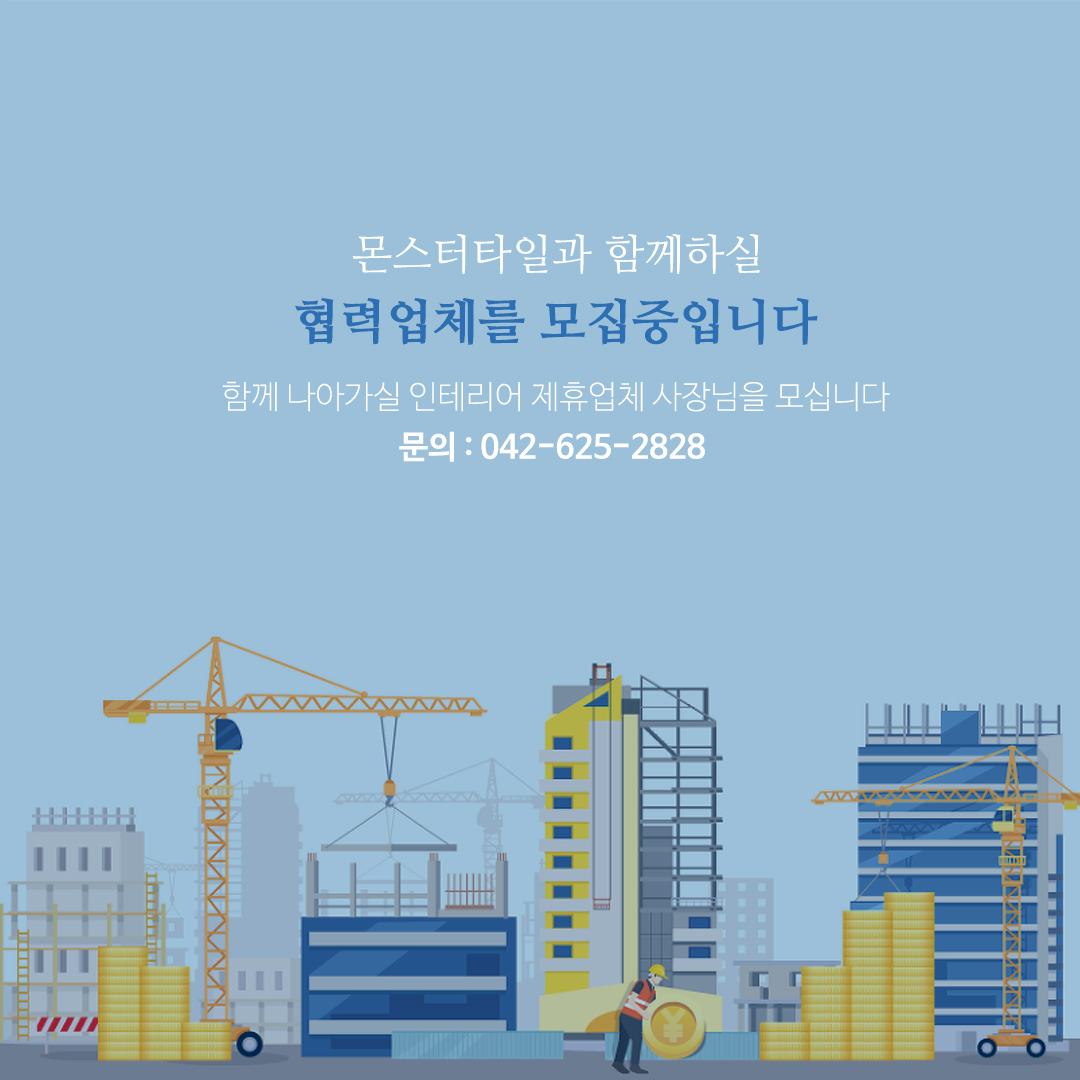 몬스터타일과 함께하실
협력업체를 모집중입니다
함께 나아가실 인테리어 제휴업체 사장님을 모십니다
문의 : 042-625-2828
¥